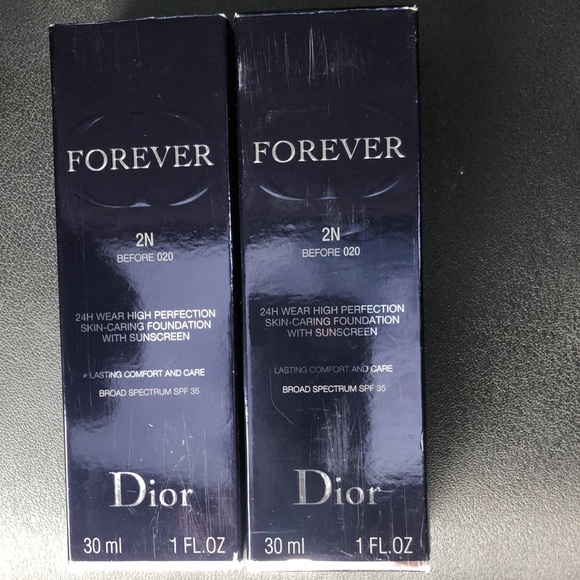 FOREVER
2N
BEFORE 020
24H WEAR HIGH PERFECTION
SKIN-CARING FOUNDATION
WITH SUNSCREEN
LASTING COMFORT AND CARE
BROAD SPECTRUM SPF 35
Dior
30 ml 1 FL.OZ
FOREVER
2N
BEFORE 020
24H WEAR HIGH PERFECTION
SKIN-CARING FOUNDATION
WITH SUNSCREEN
LASTING COMFORT AND CARE
BROAD SPECTRUM SPF 35
Dior
30 ml 1 FL.OZ